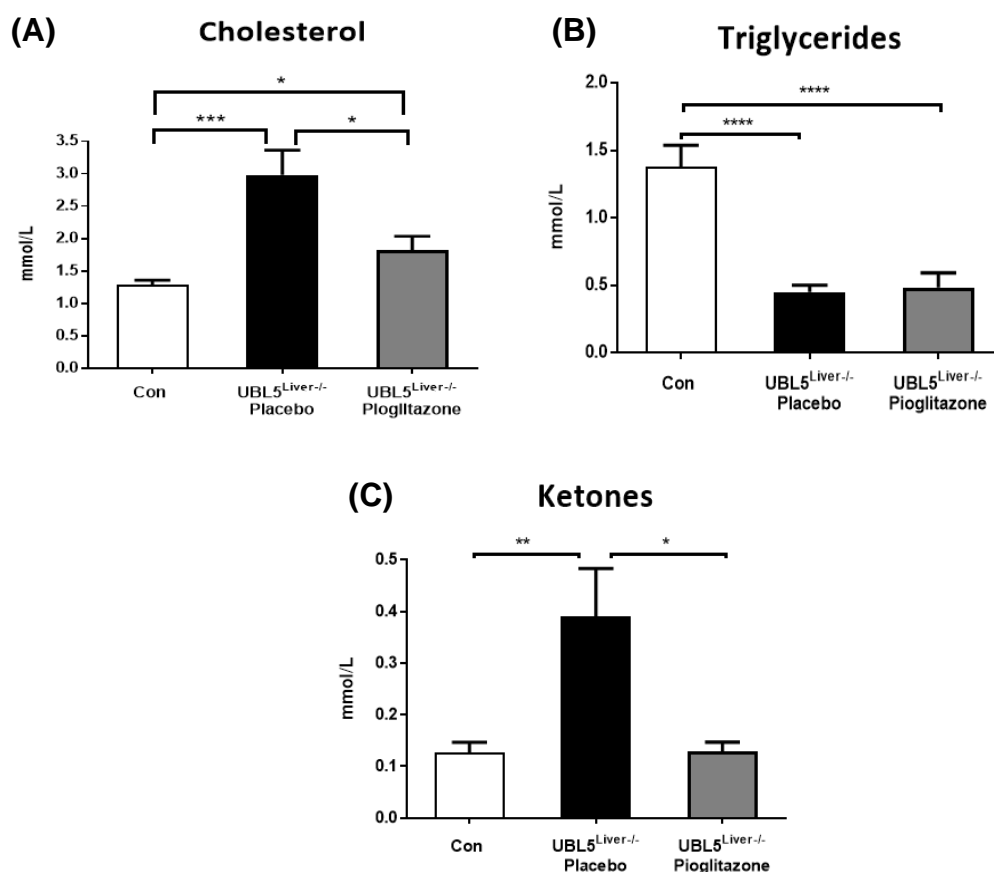 (A)
Cholesterol
*
***
*
3.5
3.0
2.5
2.0
1.5
1.0
0.5
0.0
mmol/L
Con
UBL5Liver-/-
Placebo
UBL5Liver-/-
Pioglitazone
(B)
Triglycerides
****
****
2.0
1.5
1.0
0.5
0.0
mmol/L
Con
UBL5Liver-/-
Placebo
UBL5Liver-/-
Pioglitazone
(C)
Ketones
**
*
0.5
0.4
0.3
0.2
0.1
0.0
mmol/L
Con
UBL5Liver-/-
Placebo
UBL5Liver-/-
Pioglitazone